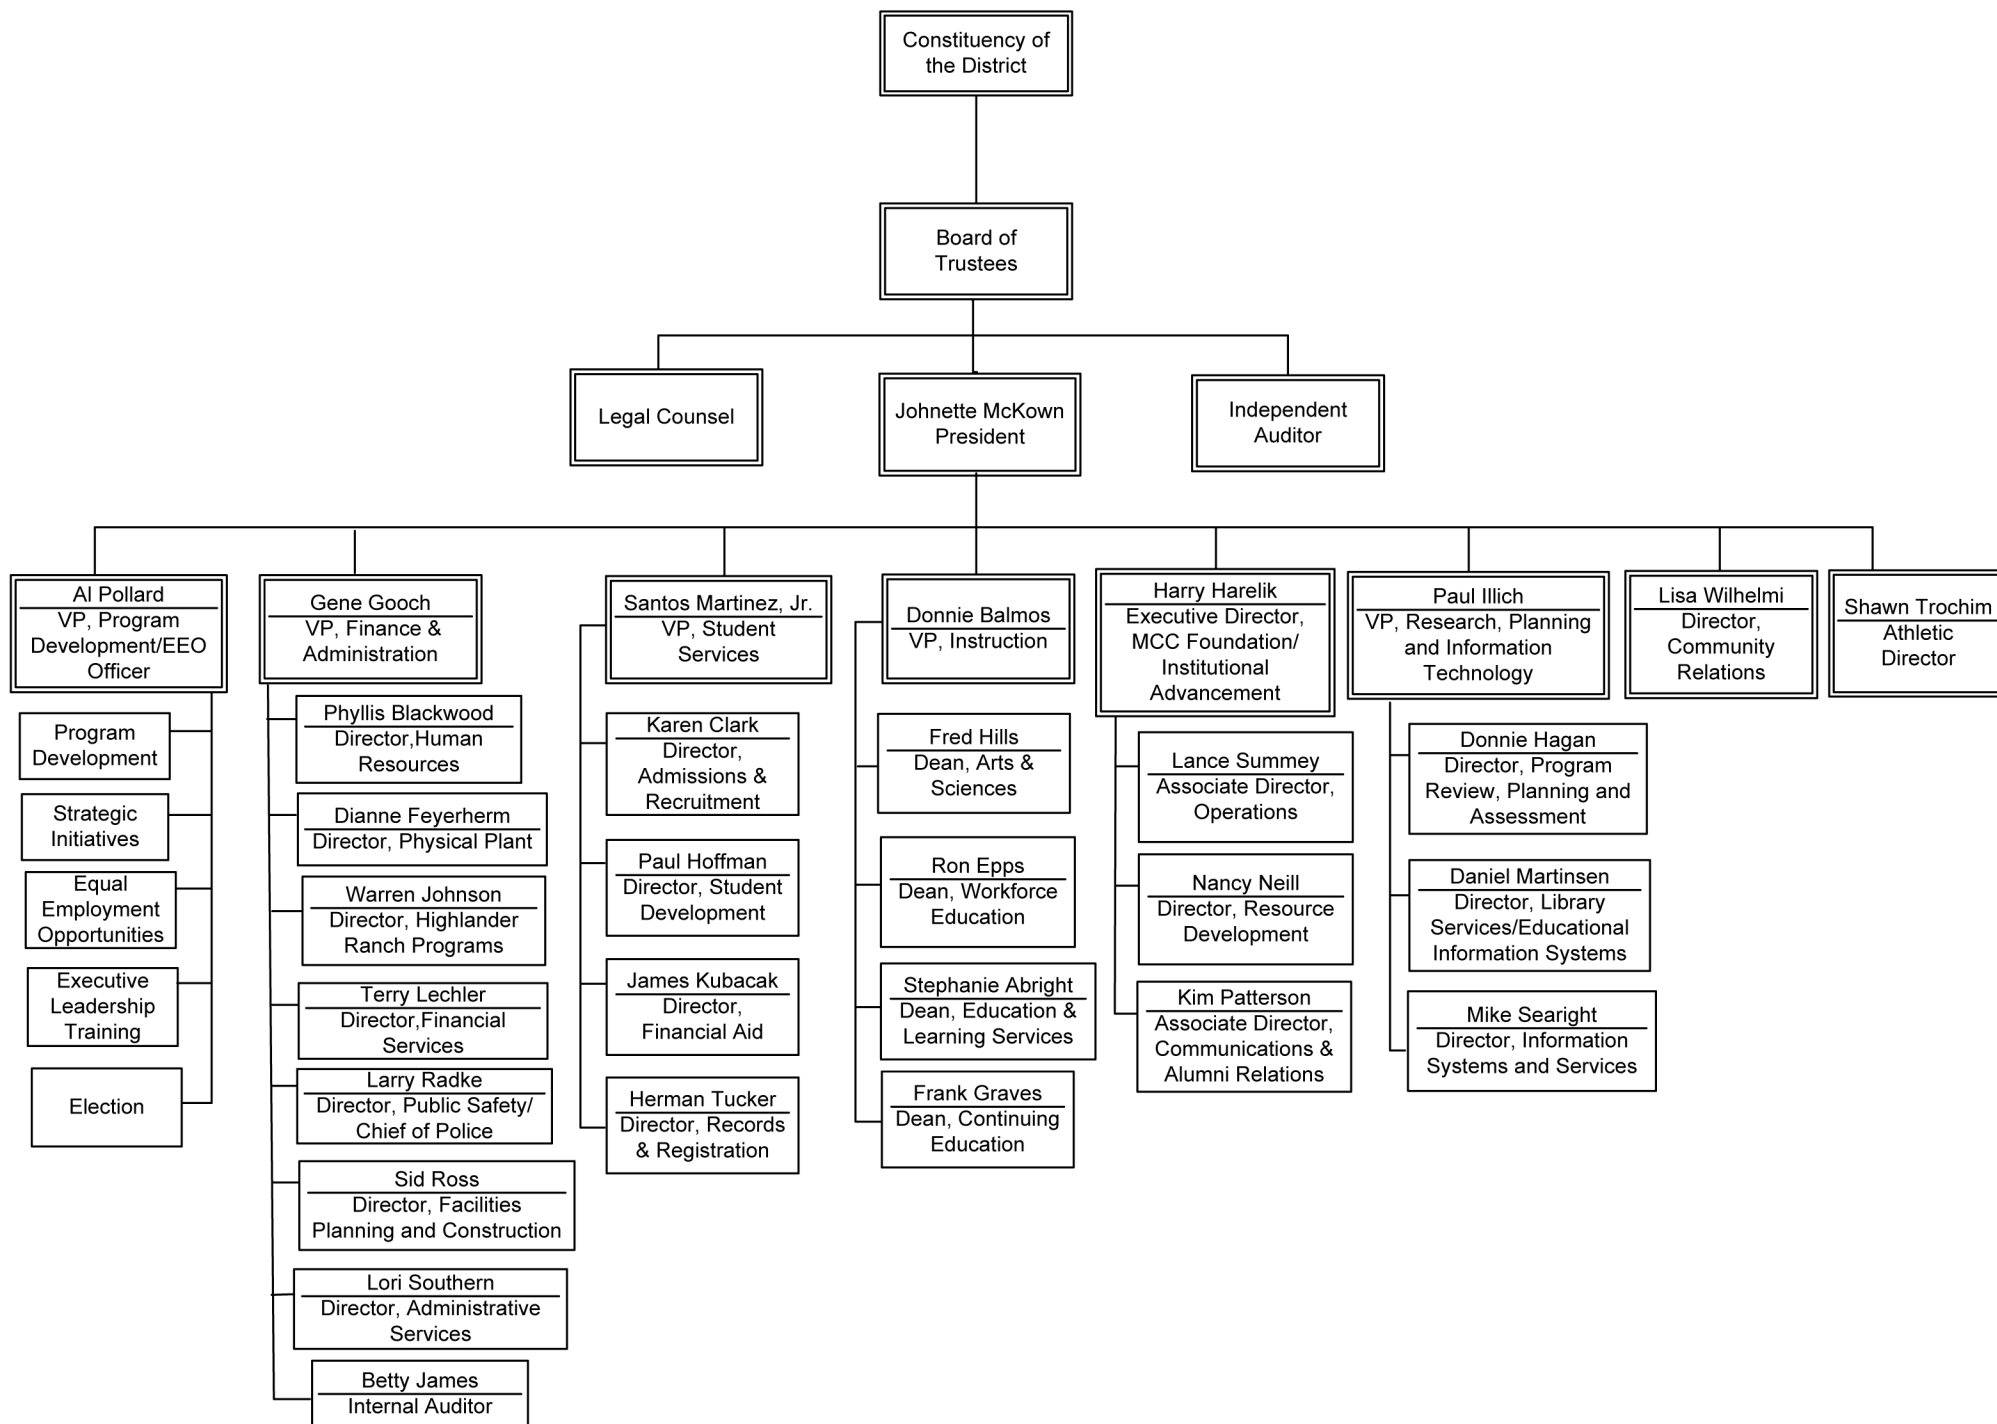 Constituency of
the District
Board of
Trustees
Legal Counsel
Johnette McKown
President
Independent
Auditor
Al Pollard
VP, Program
Development/EEO
Officer
Program
Development
Strategic
Initiatives
Equal
Employment
Opportunities
Executive
Leadership
Training
Election
Gene Gooch
VP, Finance &
Administration
Phyllis Blackwood
Director,Human
Resources
Dianne Feyerherm
Director, Physical Plant
Warren Johnson
Director, Highlander
Ranch Programs
Terry Lechler
Director,Financial
Services
Larry Radke
Director, Public Safety/
Chief of Police
Sid Ross
Director, Facilities
Planning and Construction
Lori Southern
Director, Administrative
Services
Betty James
Internal Auditor
Santos Martinez, Jr.
VP, Student
Services
Karen Clark
Director,
Admissions &
Recruitment
Paul Hoffman
Director, Student
Development
James Kubacak
Director,
Financial Aid
Herman Tucker
Director, Records
& Registration
Donnie Balmos
VP, Instruction
Fred Hills
Dean, Arts &
Sciences
Ron Epps
Dean, Workforce
Education
Stephanie Abright
Dean, Education &
Learning Services
Frank Graves
Dean, Continuing
Education
Harry Harelik
Executive Director,
MCC Foundation/
Institutional
Advancement
Lance Summey
Associate Director,
Operations
Nancy Neill
Director, Resource
Development
Kim Patterson
Associate Director,
Communications &
Alumni Relations
Paul Illich
VP, Research, Planning
and Information
Technology
Donnie Hagan
Director, Program
Review, Planning and
Assessment
Daniel Martinsen
Director, Library
Services/Educational
Information Systems
Mike Searight
Director, Information
Systems and Services
Lisa Wilhelmi
Director,
Community
Relations
Shawn Trochim
Athletic
Director